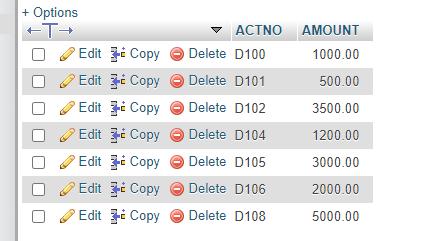 + Options
←T→ ACTNO AMOUNT
Edit Copy Delete D100 1000.00
Edit Copy Delete D101 500.00
Edit Copy Delete D102 3500.00
Edit Copy Delete D104 1200.00
Edit Copy Delete D105 3000.00
Edit Copy Delete D106 2000.00
Edit Copy Delete D108 5000.00